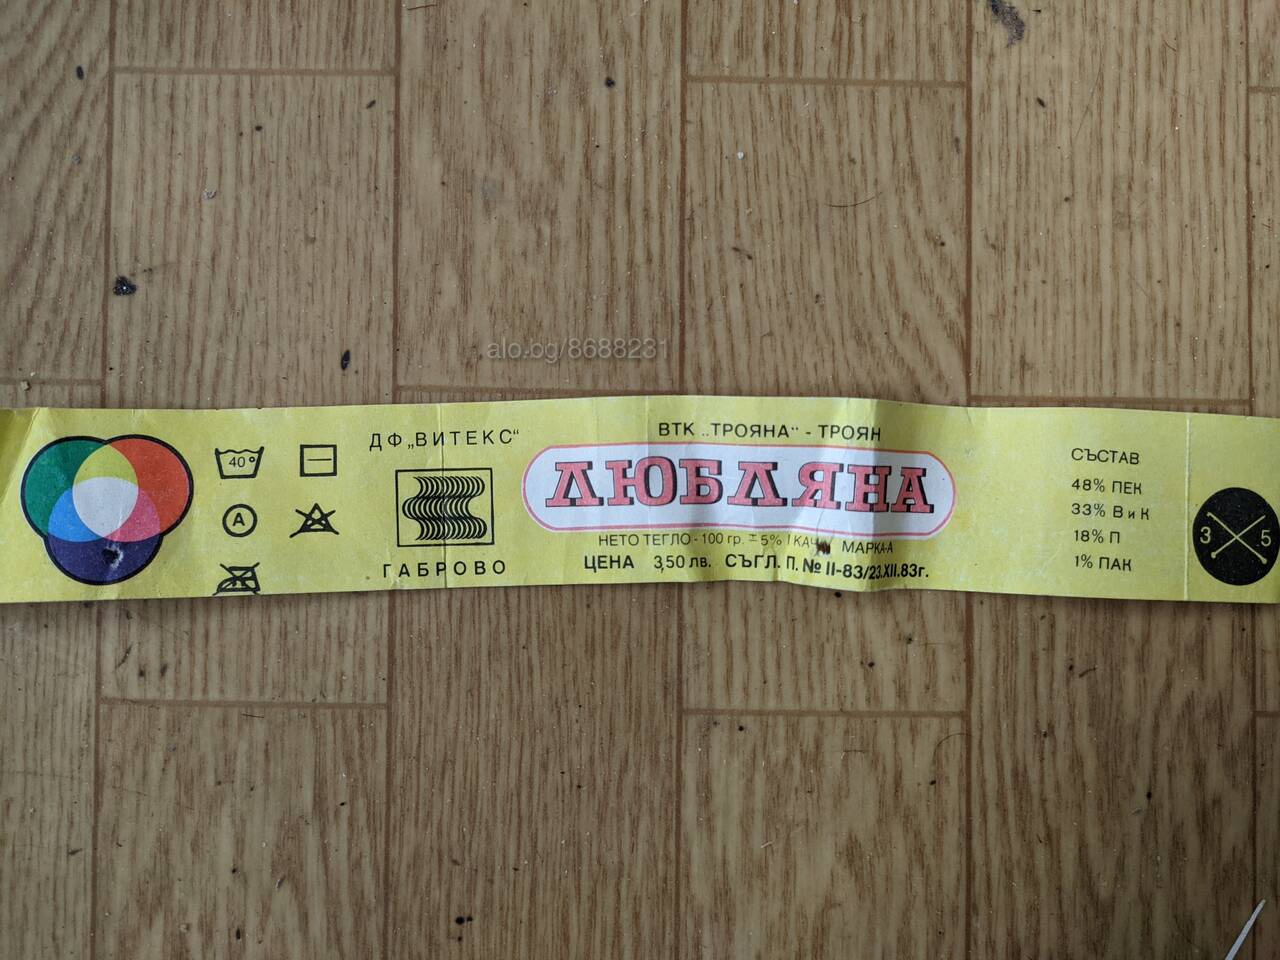 alo.bg/8688231
40°
A
ДФ„ВИТЕКС“
ГАБРОВО
ВТК „ТРОЯНА“ - ТРОЯН
ЛЮБЛЯНА
НЕТО ТЕГЛО - 100 гр. ± 5% I КАЧ. МАРКА-А
ЦЕНА 3,50 лв. СЪГЛ. П. № II-83/23.XII.83г.
СЪСТАВ
48% ПЕК
33% В и К
18% П
1% ПАК
3 5